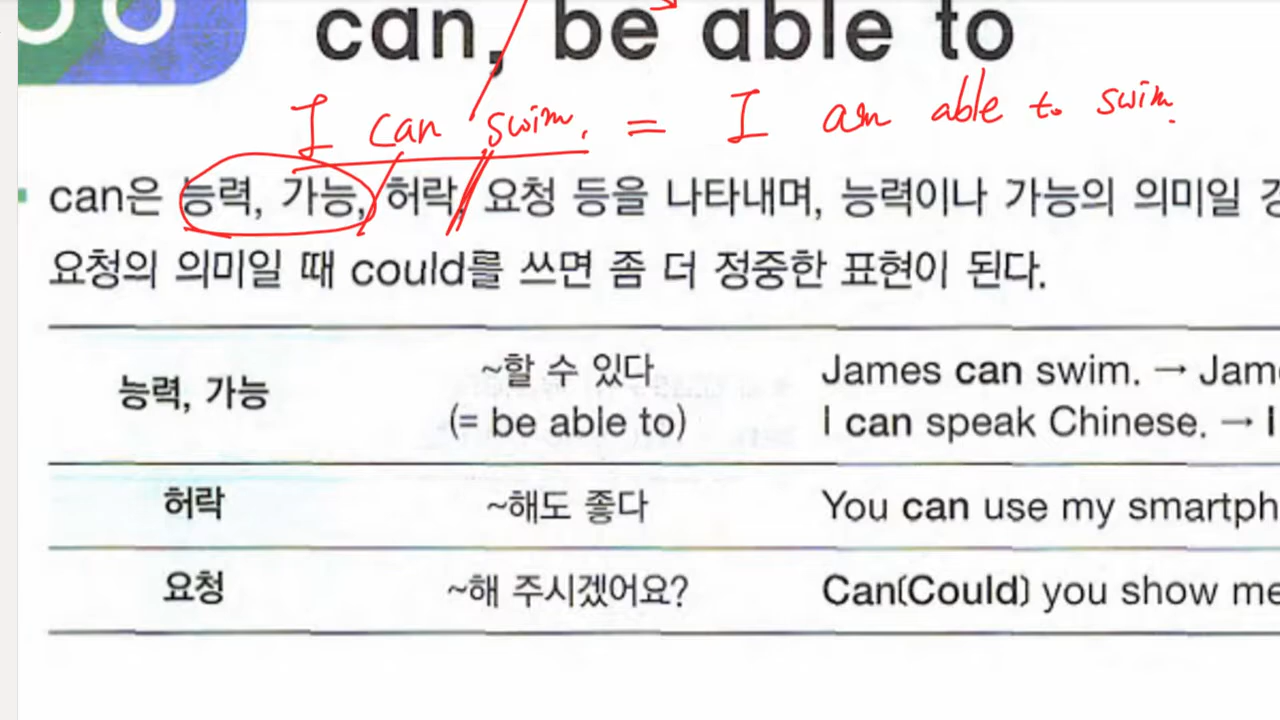 can, be able to
I can swim. = I am able to swim.
can은 능력, 가능, 허락, 요청 등을 나타내며, 능력이나 가능의 의미일
요청의 의미일 때 could를 쓰면 좀 더 정중한 표현이 된다.
능력, 가능 ~할 수 있다 James can swim. → Jam
(= be able to) I can speak Chinese. → I
허락 ~해도 좋다 You can use my smartph
요청 ~해 주시겠어요? Can(Could) you show me